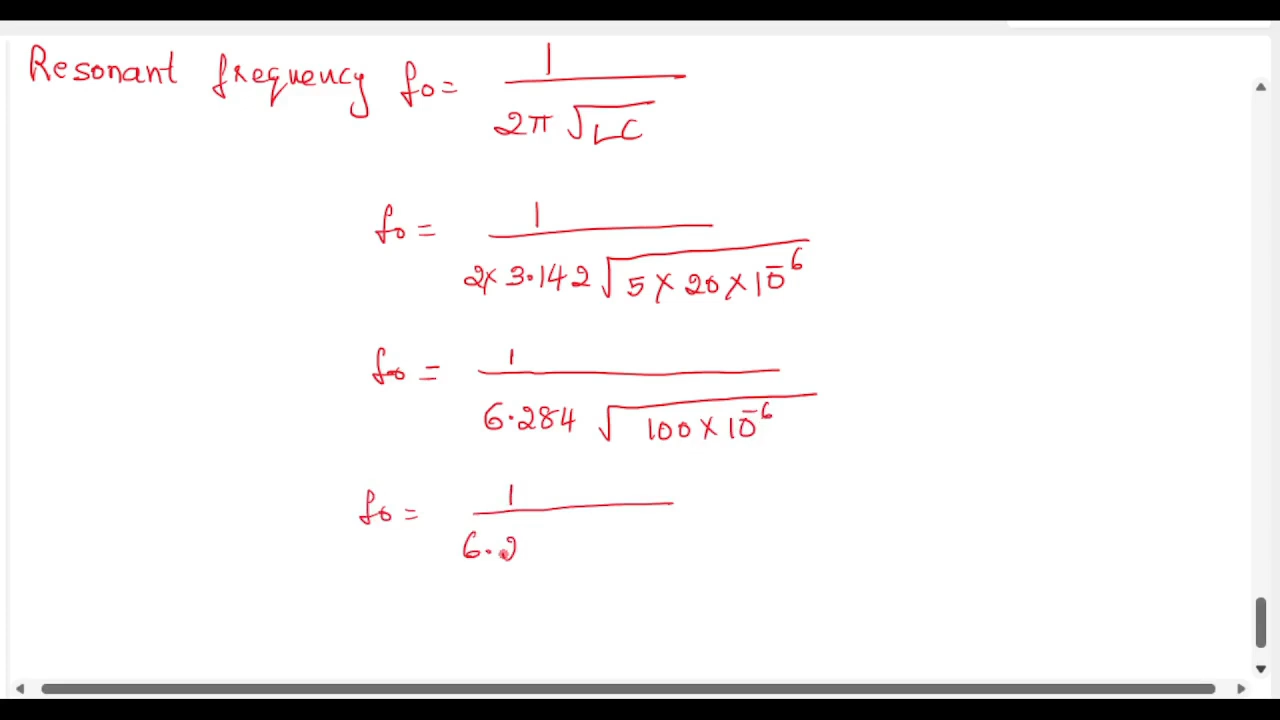 Resonant frequency f₀ = 1 / 2π √LC
f₀ = 1 / 2x 3.142 √5 x 20 x 10⁻⁶
f₀ = 1 / 6.284 √100 x 10⁻⁶
f₀ = 1 / 6.2